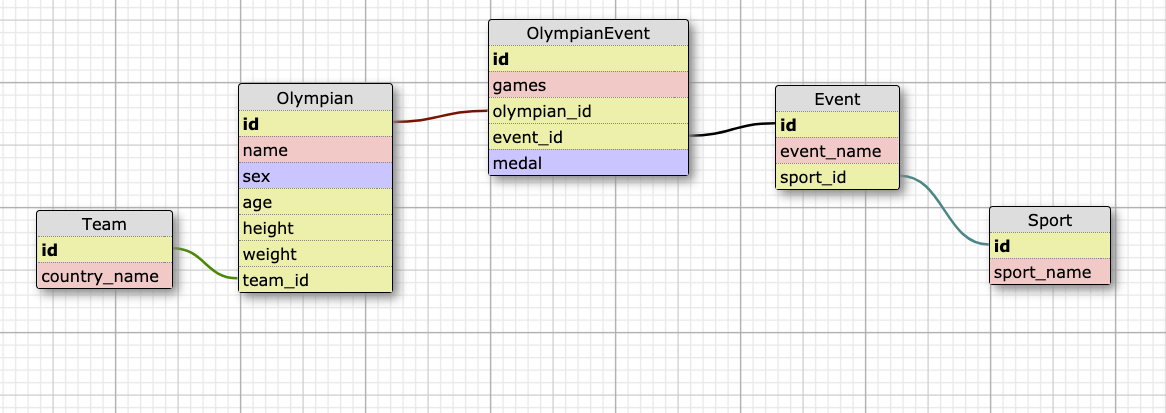 OlympianEvent
id
games
olympian_id
event_id
medal
Olympian
id
name
sex
age
height
weight
team_id
Event
id
event_name
sport_id
Team
id
country_name
Sport
id
sport_name